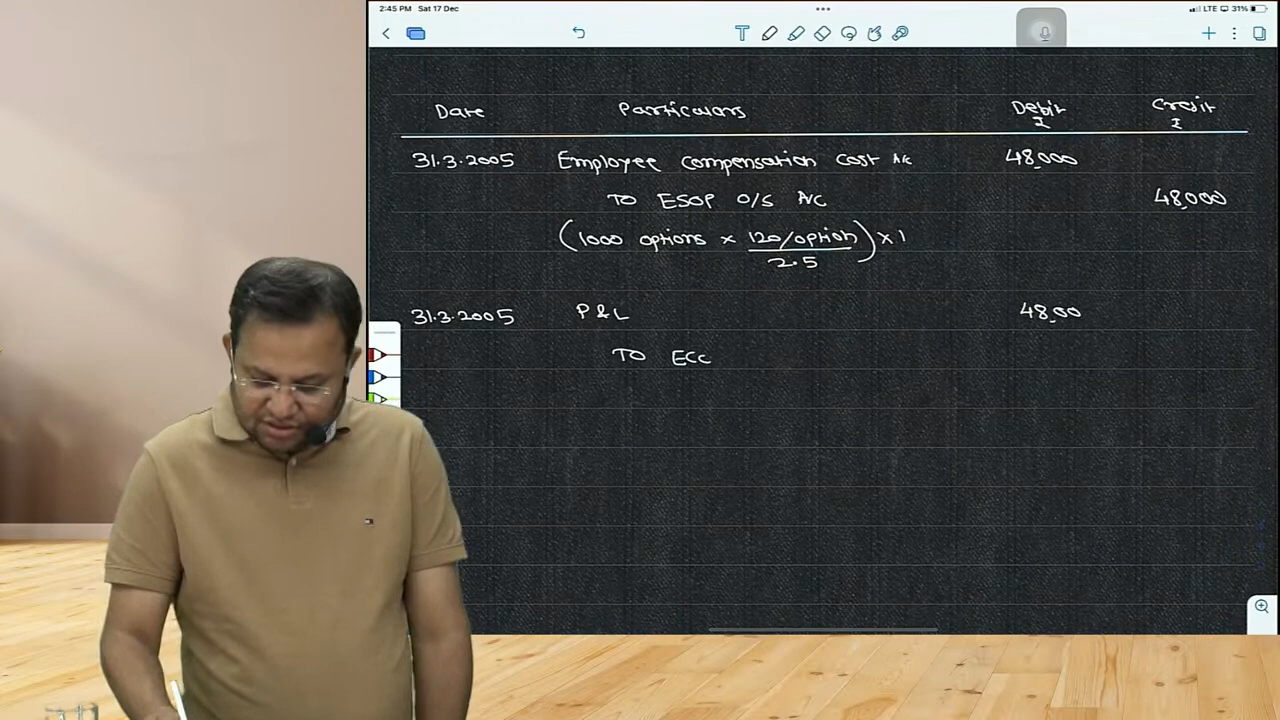 2:45 PM Sat 17 Dec
LTE 31%
Date Particulars Debit ₹ Credit ₹
31.3.2005 Employee compensation cost A/c 48,000
TO ESOP O/S A/C 48,000
(1000 options × 120/option / 2.5) × 1
31.3.2005 P & L 48,00
TO ECC